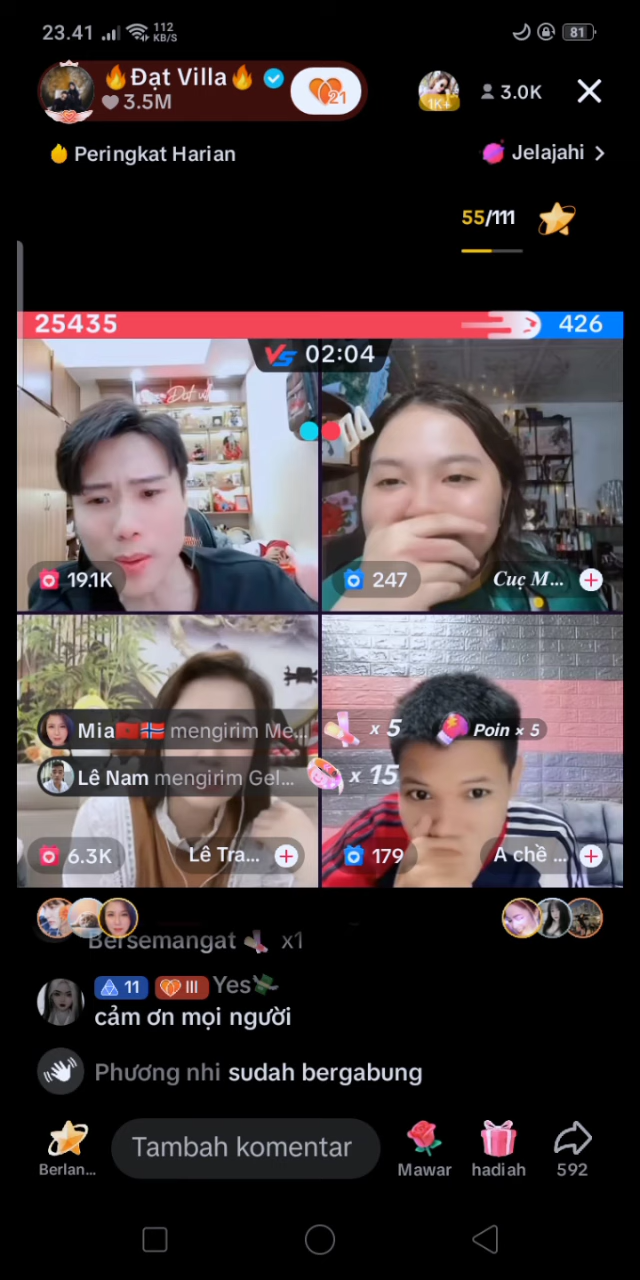 23.41
112
KB/S
81
🔥Đạt Villa🔥
3.5M
21
1K+
3.0K
Peringkat Harian
Jelajahi
55/111
25435
426
VS 02:04
19.1K
247
Cuc M...
Mia🇻🇳🇳🇴 mengirim Me...
x 5
Poin × 5
Lê Nam mengirim Gel...
x 15
6.3K
Lê Tra...
179
A chề ...
Bersemangat x1
11
III
Yes💸
cảm ơn mọi người
Phương nhi sudah bergabung
Berlan...
Tambah komentar
Mawar
hadiah
592